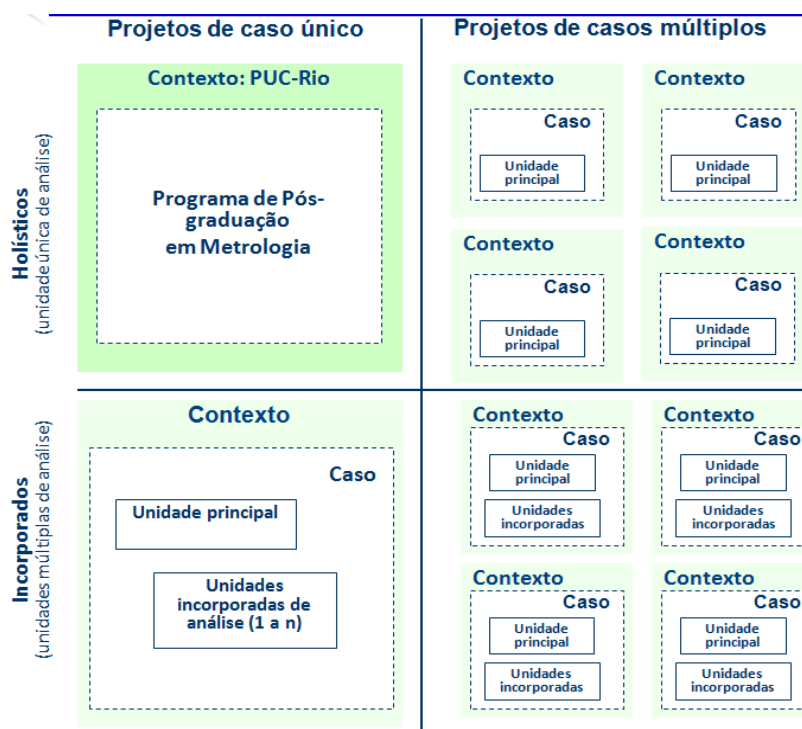 Projetos de caso único
Projetos de casos múltiplos
Holísticos
(unidade única de análise)
Contexto: PUC-Rio
Programa de Pós-
graduação
em Metrologia
Contexto
Caso
Unidade
principal
Contexto
Caso
Unidade
principal
Contexto
Caso
Unidade
principal
Contexto
Caso
Unidade
principal
Incorporados
(unidades múltiplas de análise)
Contexto
Caso
Unidade principal
Unidades
incorporadas de
análise (1 a n)
Contexto
Caso
Unidade
principal
Unidades
incorporadas
Contexto
Caso
Unidade
principal
Unidades
incorporadas
Contexto
Caso
Unidade
principal
Unidades
incorporadas
Contexto
Caso
Unidade
principal
Unidades
incorporadas